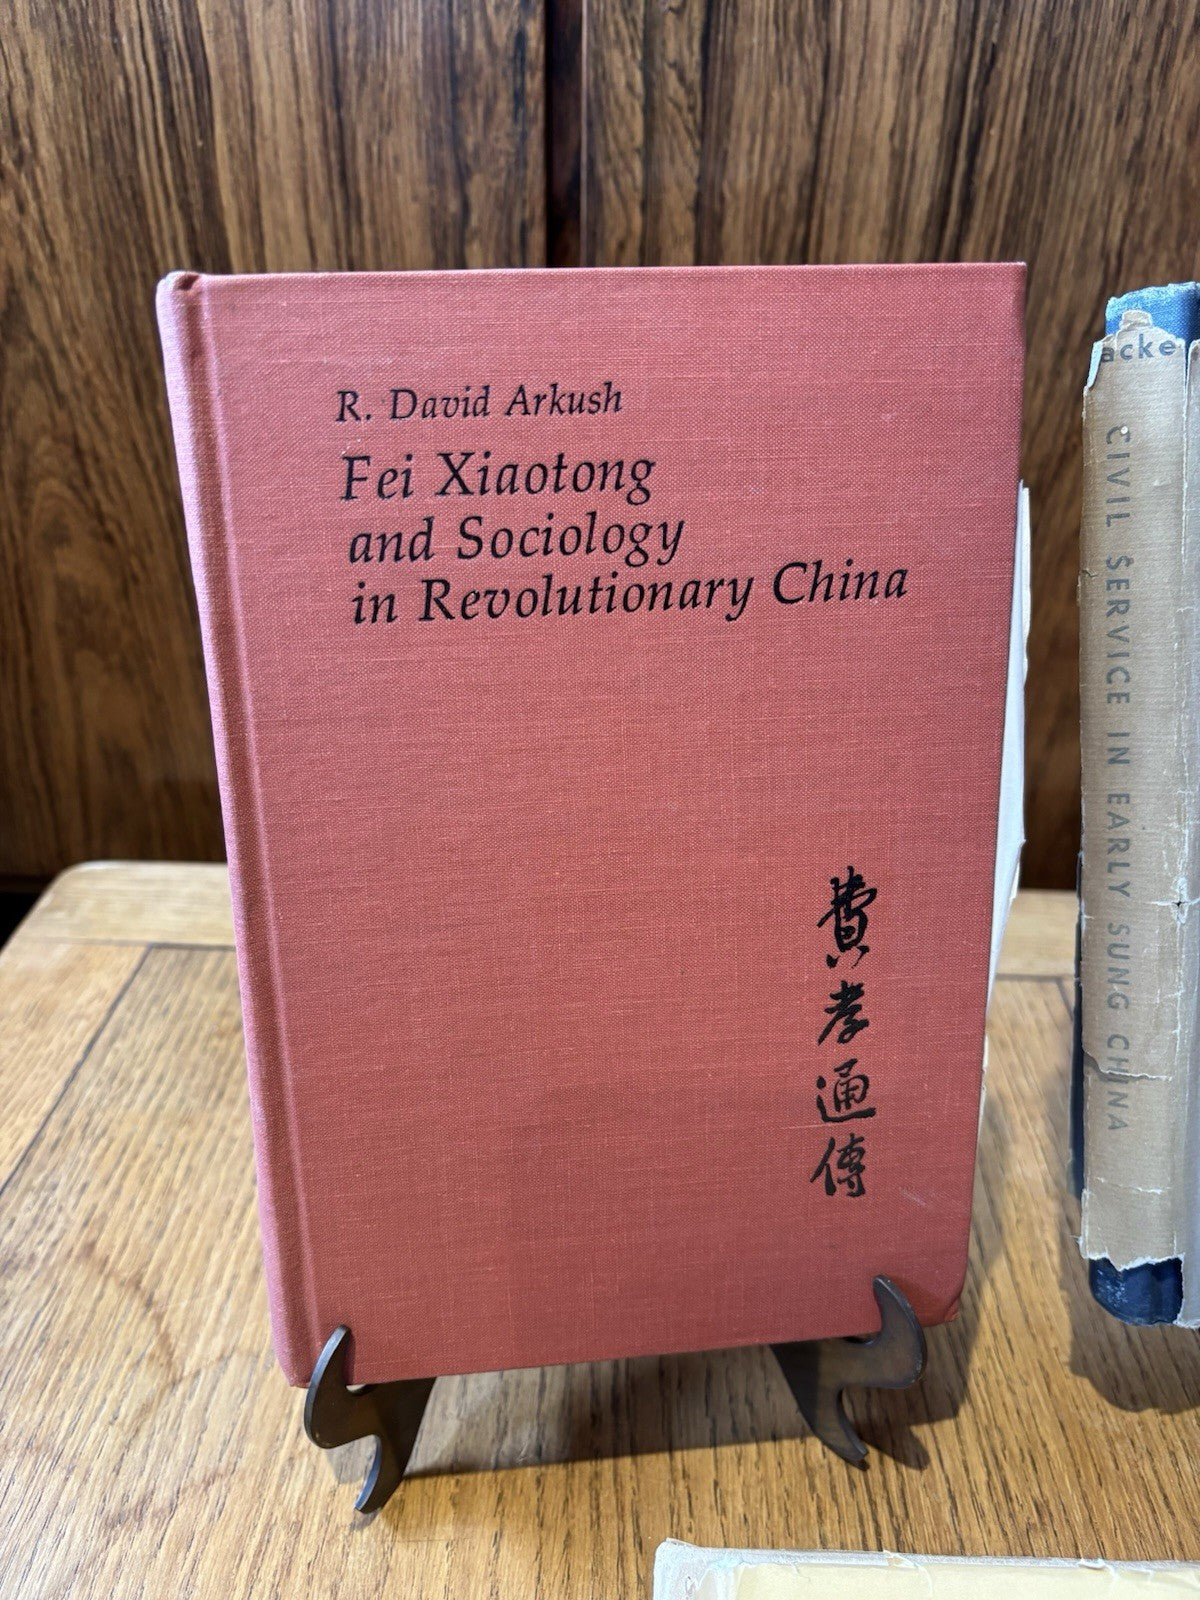 R. David Arkush
Fei Xiaotong
and Sociology
in Revolutionary China
費孝通傳
acke
CIVIL SERVICE IN EARLY SUNG CHINA